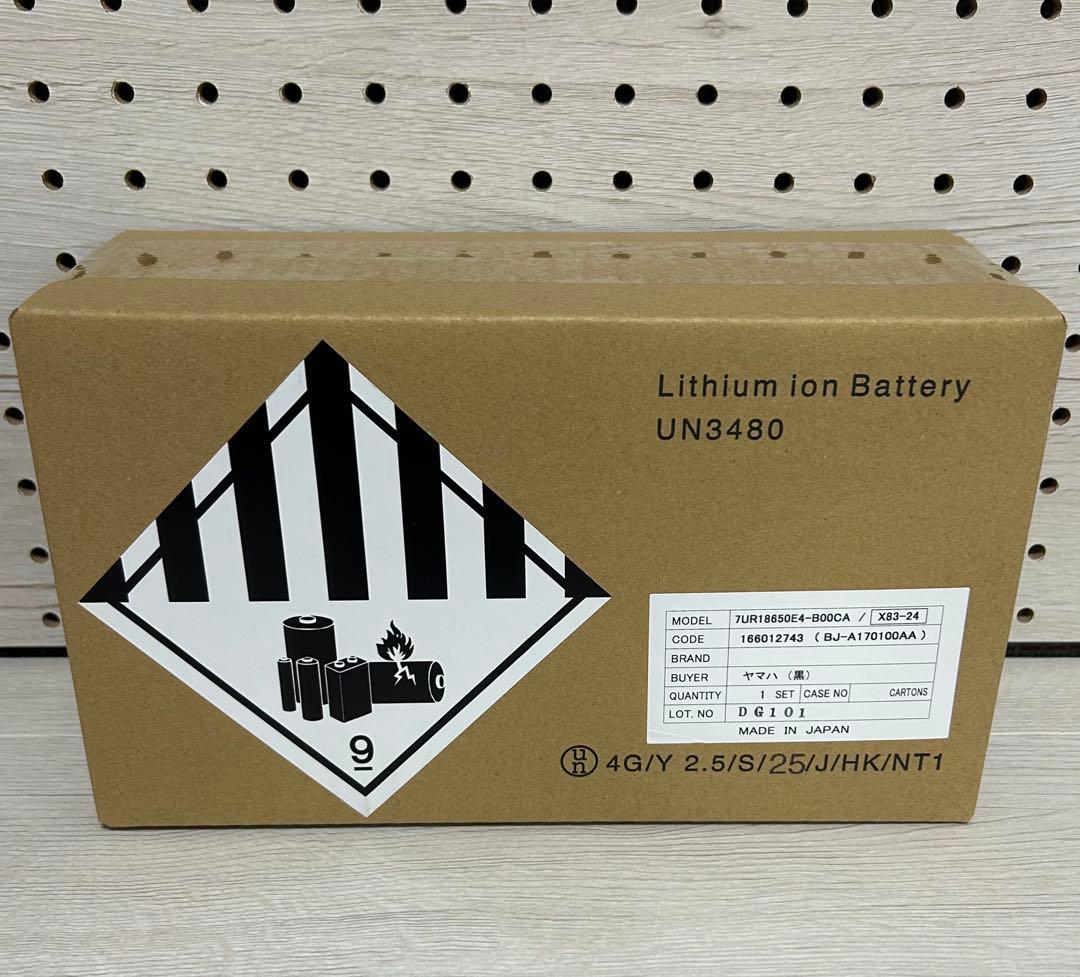 Lithium ion Battery
UN3480
9
MODEL 7UR18650E4-B00CA / X83-24
CODE 166012743 ( BJ-A170100AA )
BRAND
BUYER ヤマハ (黒)
QUANTITY 1 SET CASE NO CARTONS
LOT. NO DG101
MADE IN JAPAN
un 4G/Y 2.5/S/25/J/HK/NT1